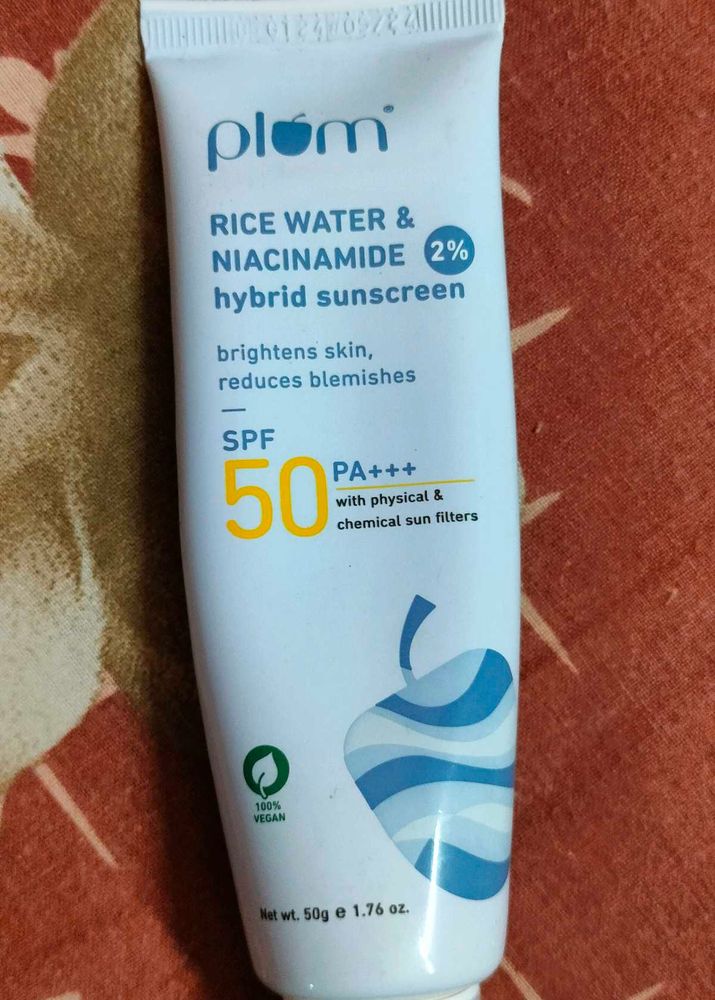 plum®
RICE WATER &
NIACINAMIDE 2%
hybrid sunscreen
brightens skin,
reduces blemishes
SPF
50 PA+++
with physical &
chemical sun filters
100%
VEGAN
Net wt. 50g e 1.76 oz.